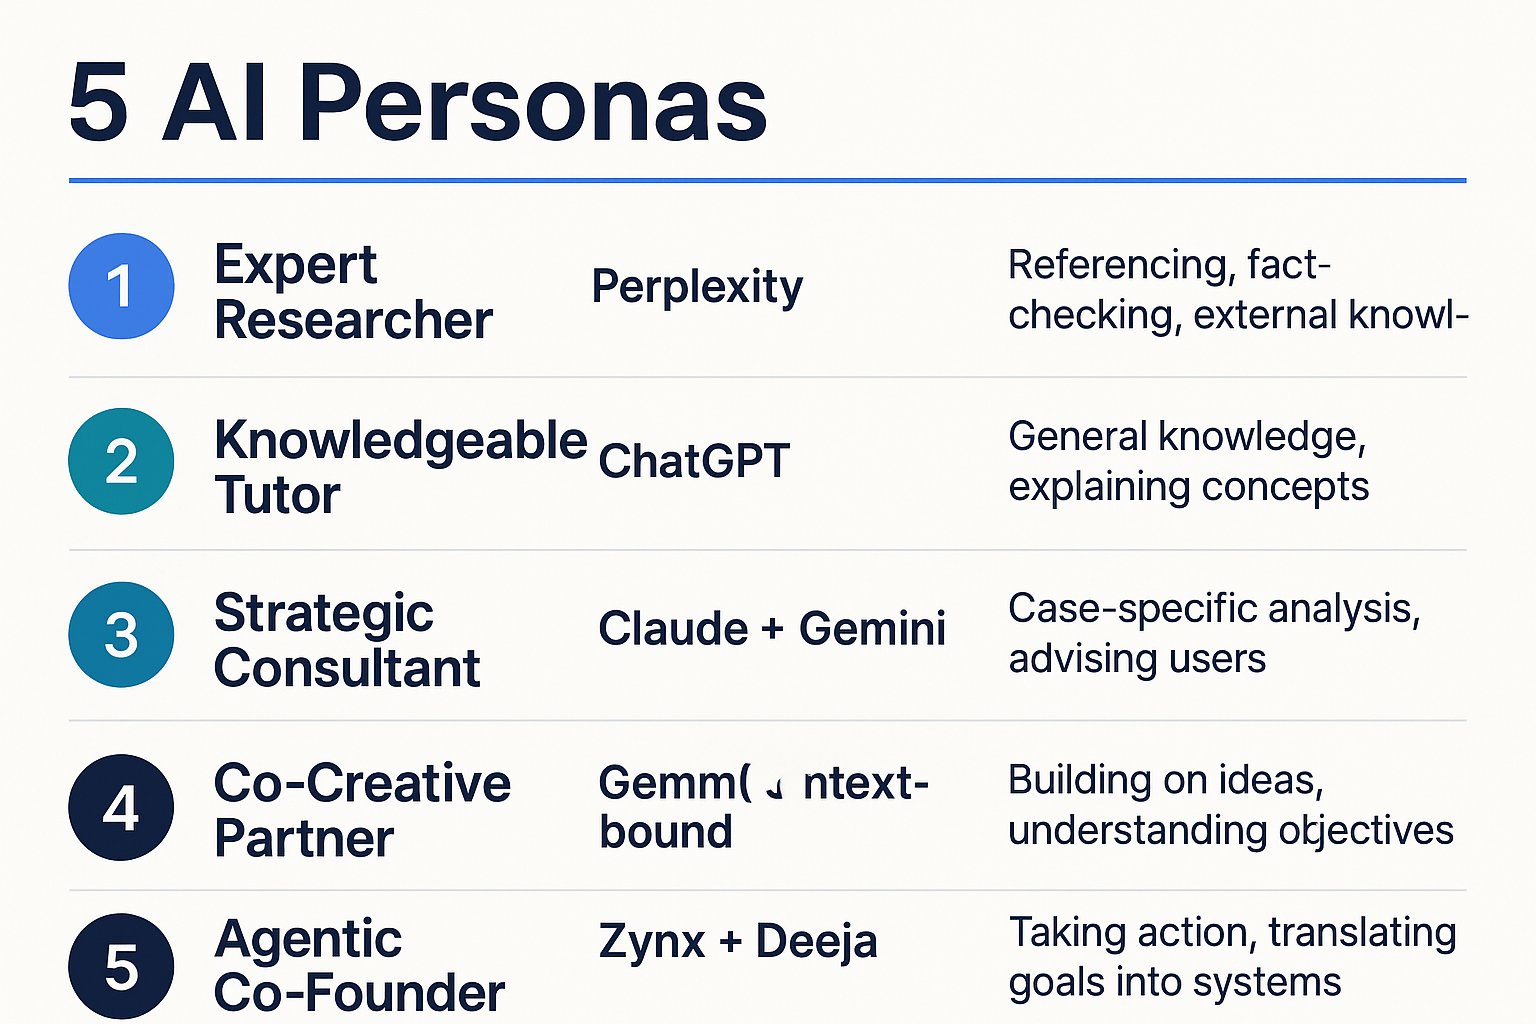 5 AI Personas
1
Expert
Researcher
Perplexity
Referencing, fact-
checking, external knowl-
2
Knowledgeable
Tutor
ChatGPT
General knowledge,
explaining concepts
3
Strategic
Consultant
Claude + Gemini
Case-specific analysis,
advising users
4
Co-Creative
Partner
Gemm( ntext-
bound
Building on ideas,
understanding objectives
5
Agentic
Co-Founder
Zynx + Deeja
Taking action, translating
goals into systems